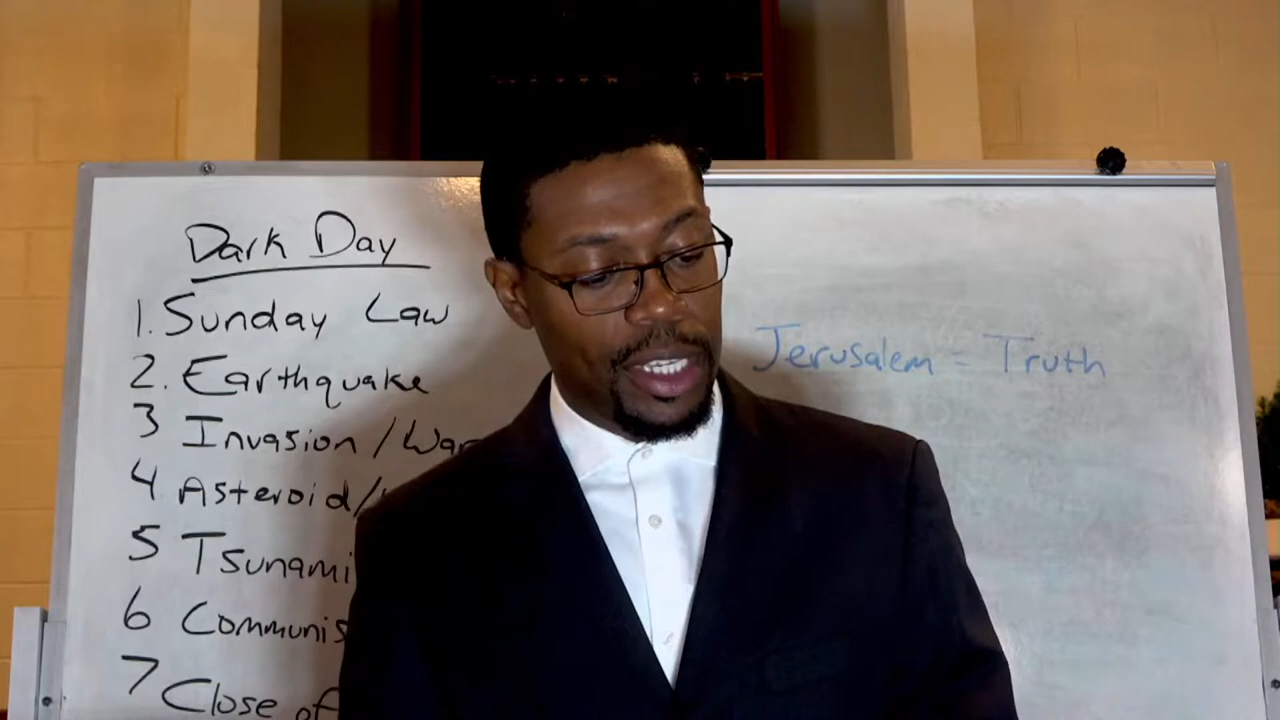 Dark Day
1. Sunday Law
2. Earthquake
3 Invasion / War
4 Asteroid/
5 Tsunami
6 Communis
7 Close of
Jerusalem = Truth